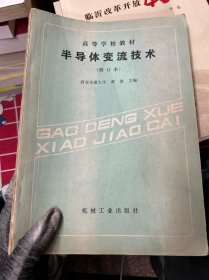 临沂改革开放40
高等学校教材
半导体变流技术
(修订本)
西安交通大学 黄俊 主编
GAO DENG XUE
XIAO JIAO CAI
机械工业出版社